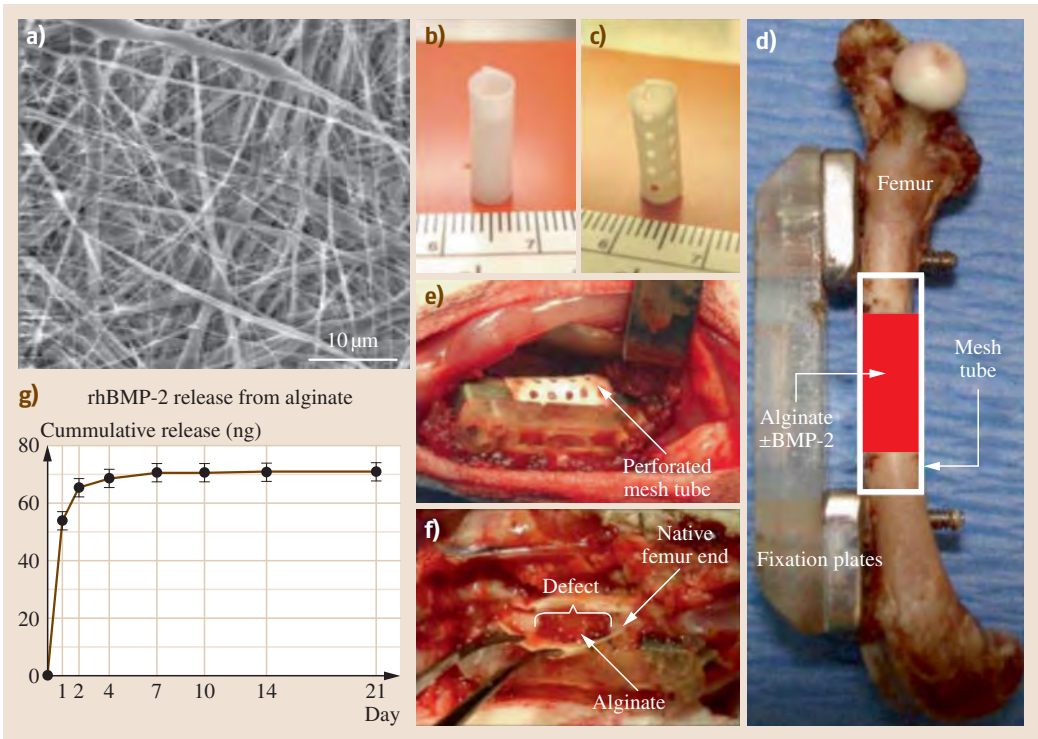 a)
10 µm
b)
6 7
c)
6 7
d)
Femur
Mesh
tube
Alginate
±BMP-2
Fixation plates
e)
Perforated
mesh tube
f)
Native
femur end
Defect
Alginate
g)
rhBMP-2 release from alginate
Cummulative release (ng)
80
60
40
20
0
1 2 4 7 10 14 21
Day